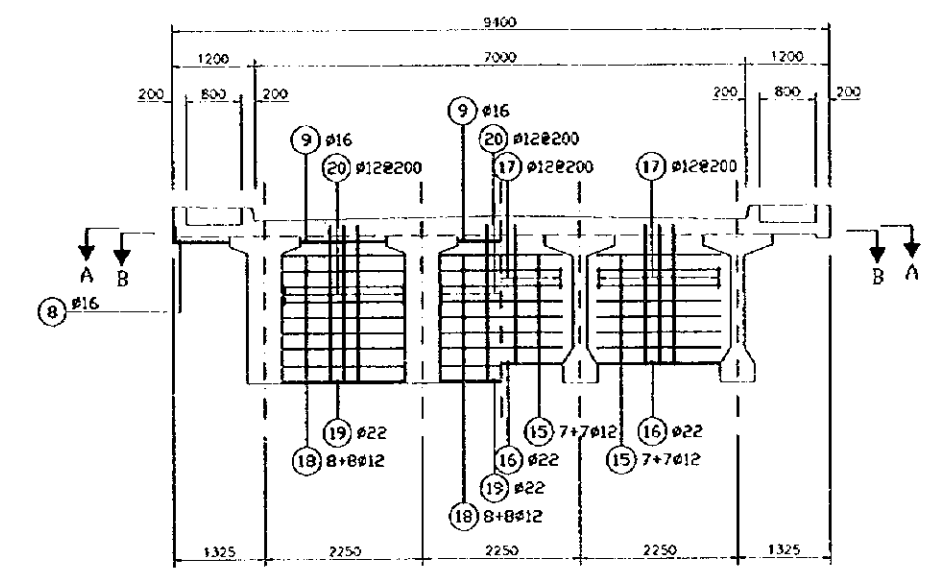 9400
1200 7000 1200
200 800 200 200 800 200
9 ø16
9 ø16 20 ø12@200
20 ø12@200 17 ø12@200 17 ø12@200
A B B A
8 ø16
19 ø22 15 7+7ø12 16 ø22
18 8+8ø12 16 ø22 15 7+7ø12
19 ø22
18 8+8ø12
1325 2250 2250 2250 1325